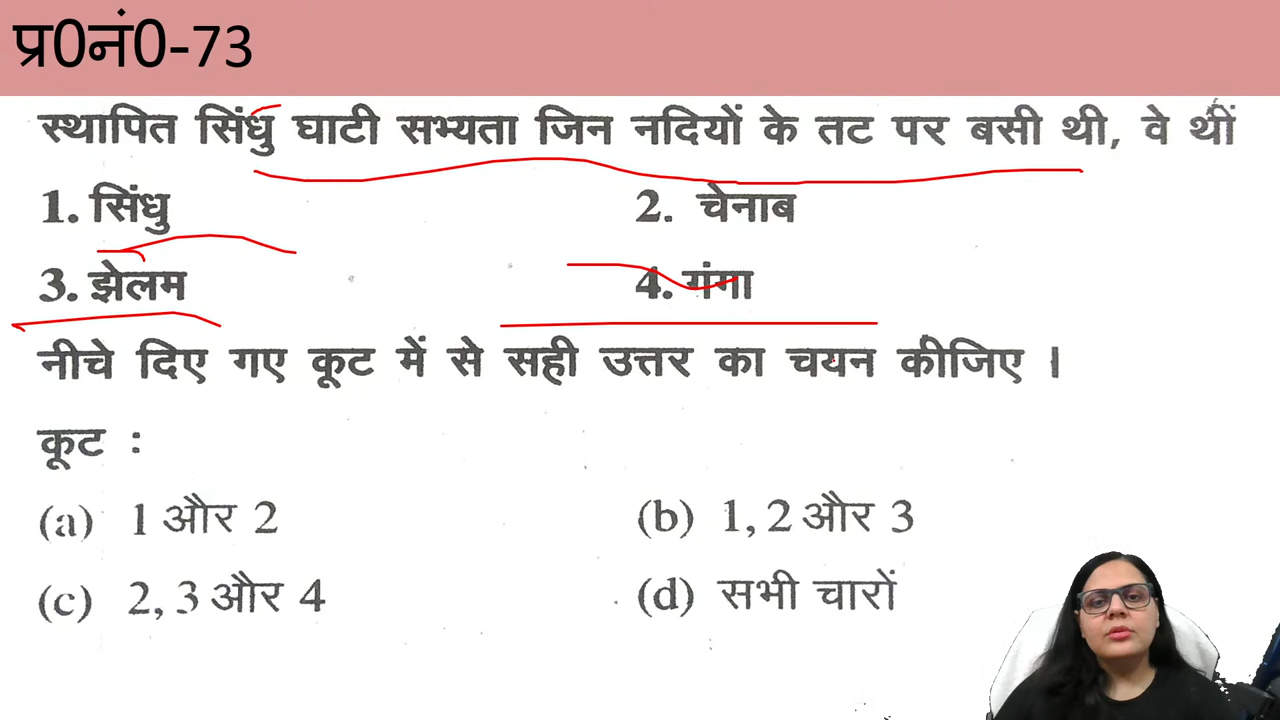 प्र0नं0-73
स्थापित सिंधु घाटी सभ्यता जिन नदियों के तट पर बसी थी, वे थीं
1. सिंधु 2. चेनाब
3. झेलम 4. गंगा
नीचे दिए गए कूट में से सही उत्तर का चयन कीजिए ।
कूट :
(a) 1 और 2 (b) 1, 2 और 3
(c) 2, 3 और 4 (d) सभी चारों